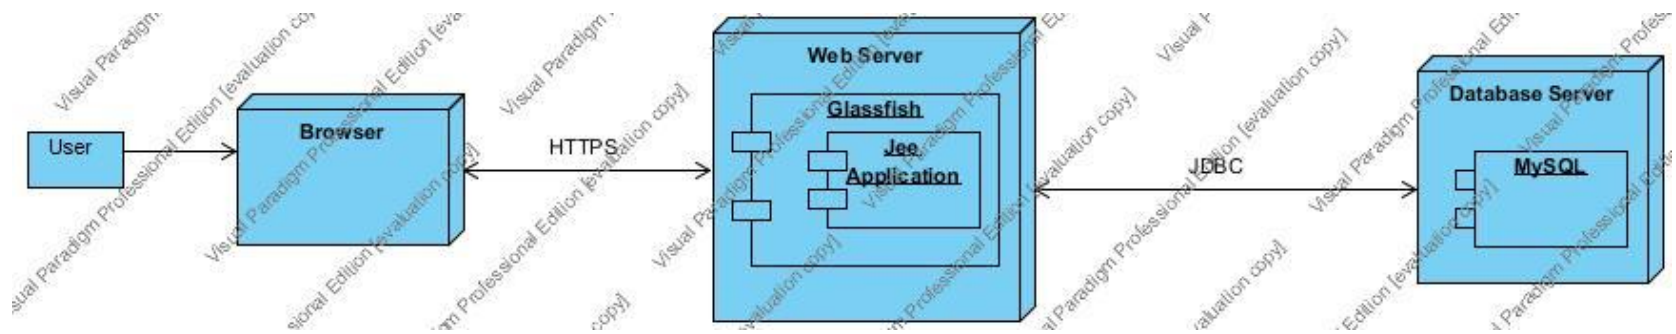 User
Browser
HTTPS
Web Server
Glassfish
Jee
Application
JDBC
Database Server
MySQL
Visual Paradigm Professional Edition [evaluation copy]